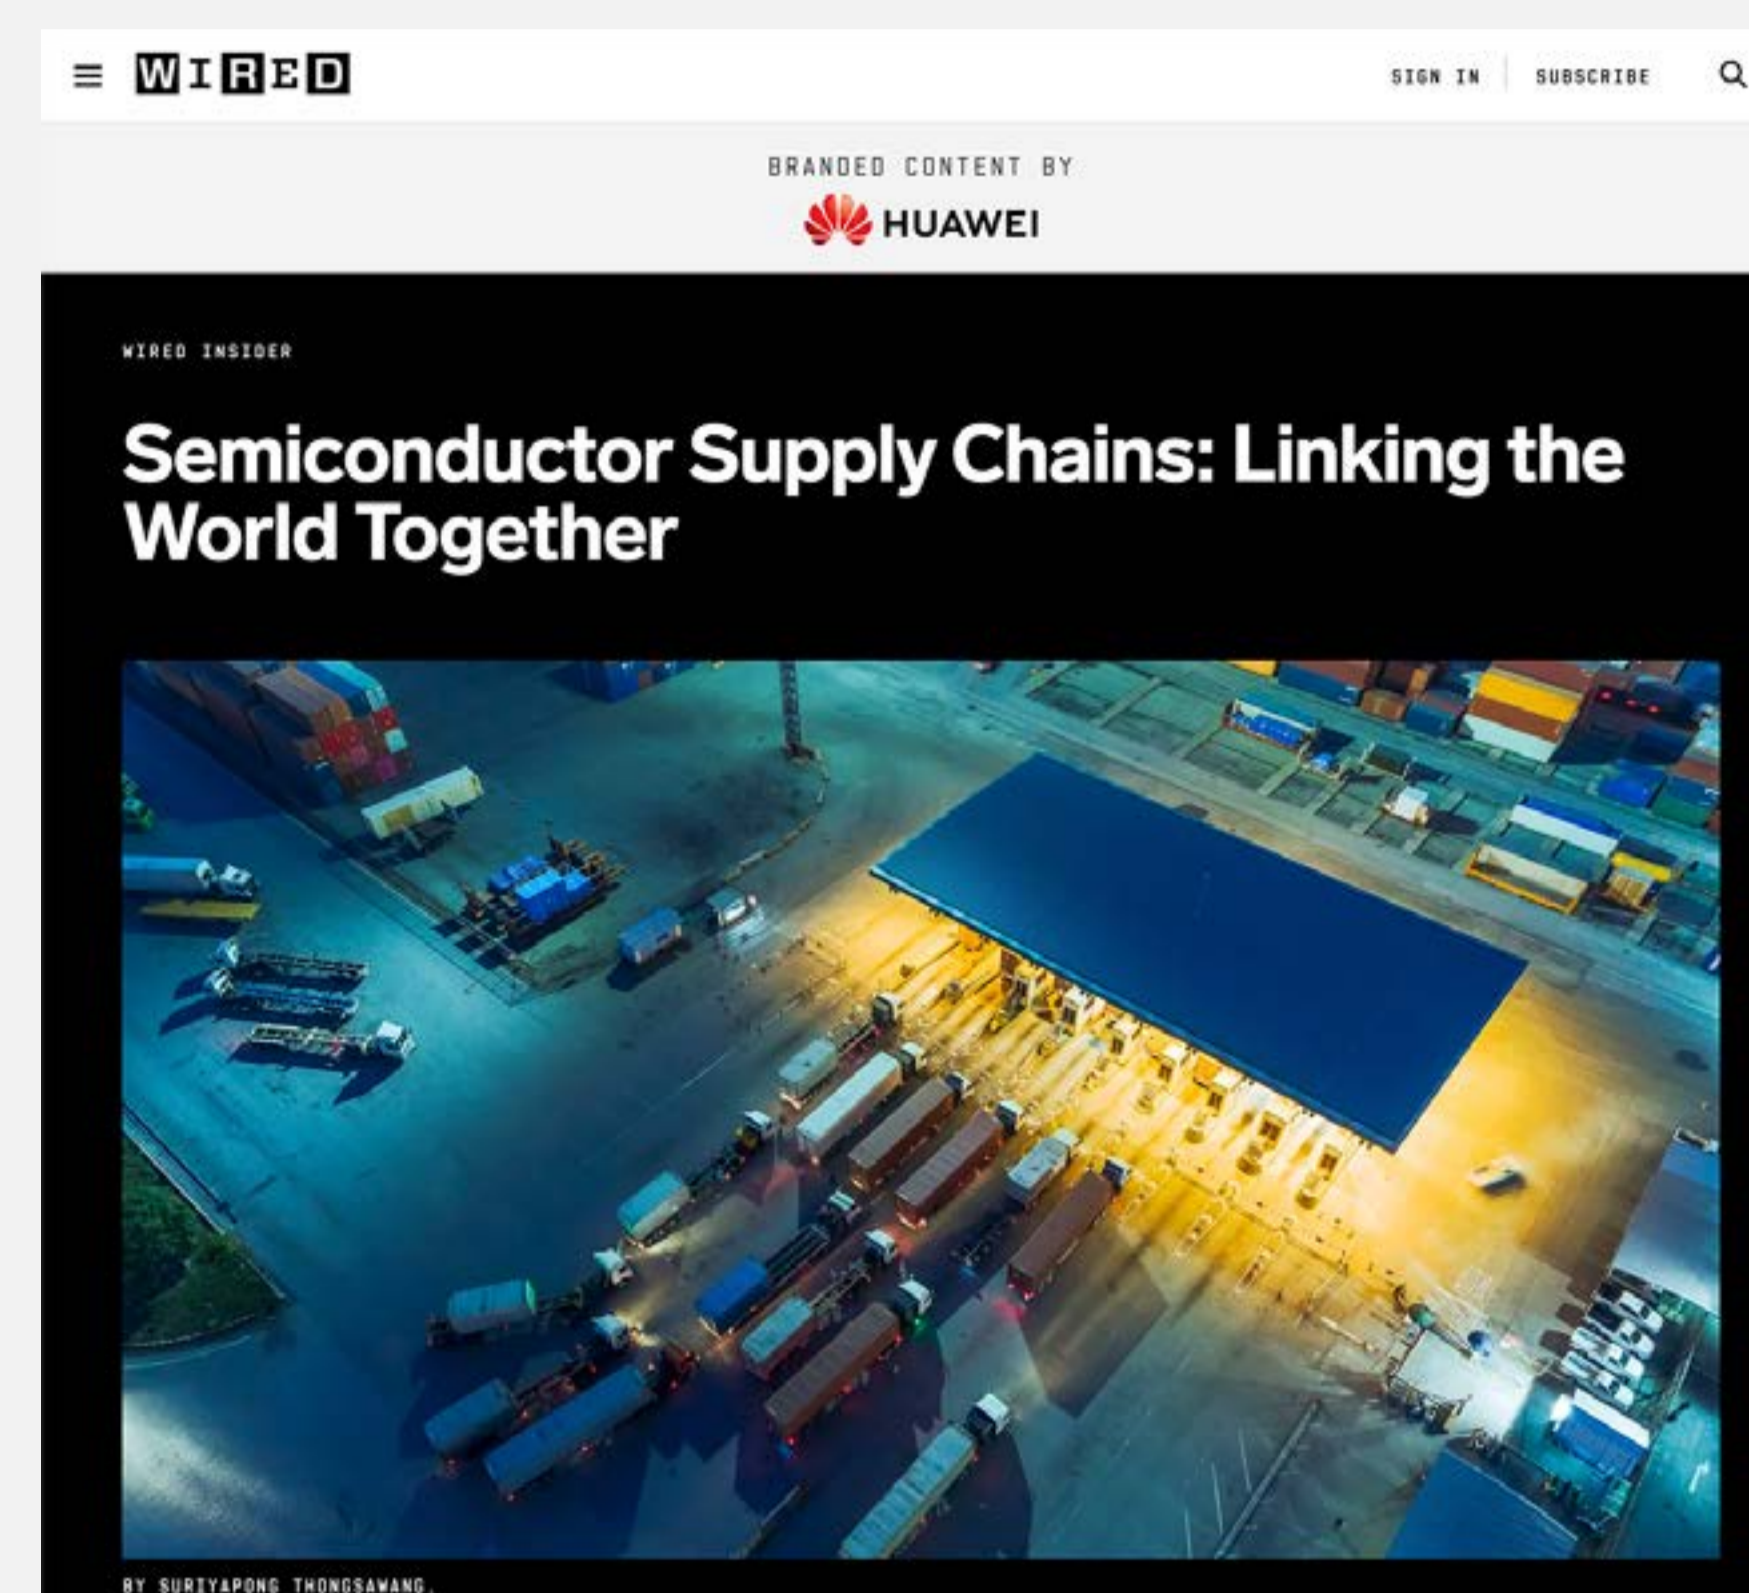 WIRED
SIGN IN
SUBSCRIBE
BRANDED CONTENT BY
HUAWEI
WIRED INSIDER
Semiconductor Supply Chains: Linking the
World Together
BY SURIYAPONG THONGSAWANG.